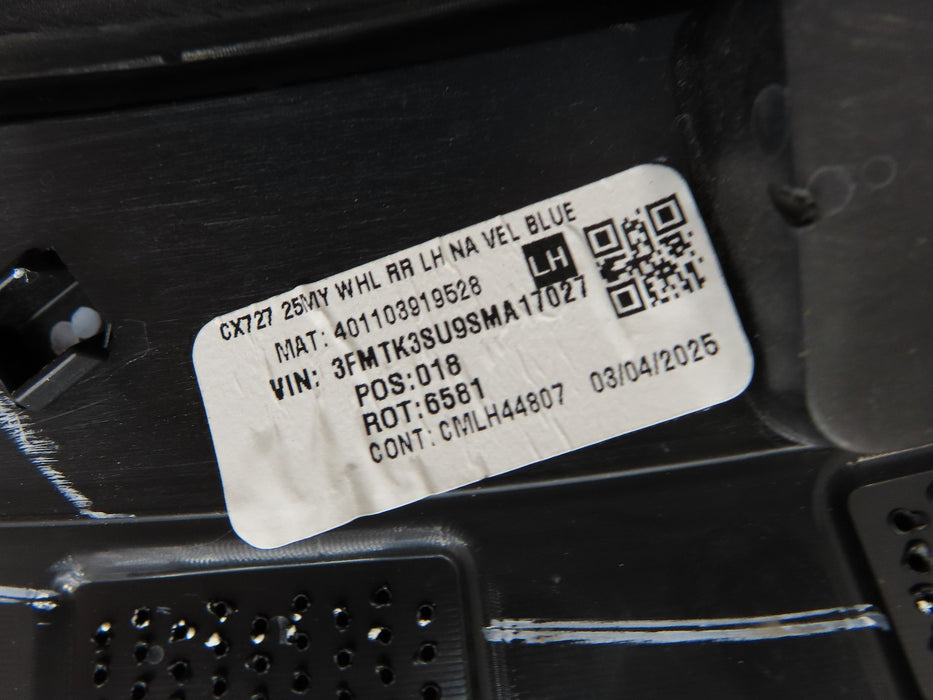 CX727 25MY WHL RR LH NA VEL BLUE
MAT: 401103919528
LH
VIN: 3FMTK3SU9SMA17027
POS:018
ROT:6581
CONT: CMLH44807 03/04/2025